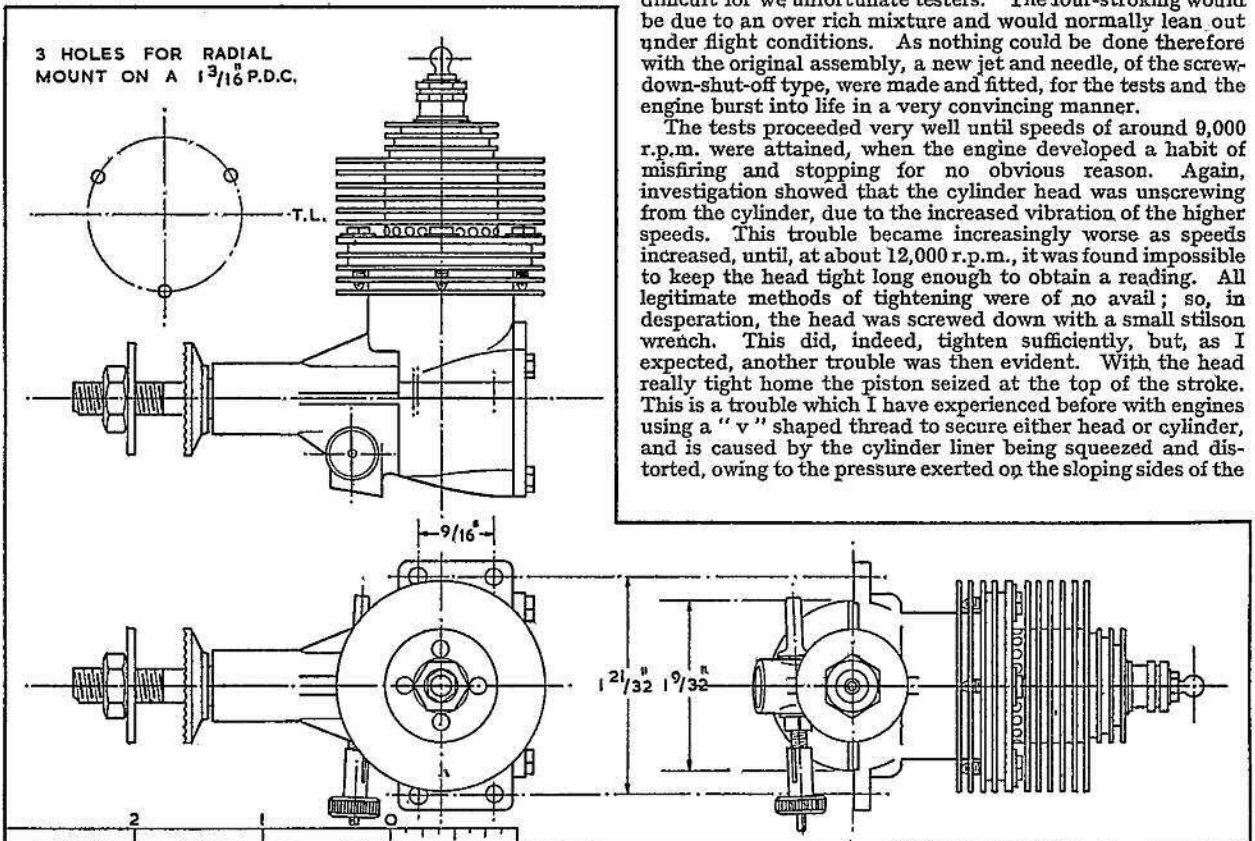 3 HOLES FOR RADIAL
MOUNT ON A 1 3/16" P.D.C.
T.L.
difficult for we unfortunate testers. The four-stroking would
be due to an over rich mixture and would normally lean out
under flight conditions. As nothing could be done therefore
with the original assembly, a new jet and needle, of the screw-
down-shut-off type, were made and fitted, for the tests and the
engine burst into life in a very convincing manner.
The tests proceeded very well until speeds of around 9,000
r.p.m. were attained, when the engine developed a habit of
misfiring and stopping for no obvious reason. Again,
investigation showed that the cylinder head was unscrewing
from the cylinder, due to the increased vibration of the higher
speeds. This trouble became increasingly worse as speeds
increased, until, at about 12,000 r.p.m., it was found impossible
to keep the head tight long enough to obtain a reading. All
legitimate methods of tightening were of no avail; so, in
desperation, the head was screwed down with a small stilson
wrench. This did, indeed, tighten sufficiently, but, as I
expected, another trouble was then evident. With the head
really tight home the piston seized at the top of the stroke.
This is a trouble which I have experienced before with engines
using a "v" shaped thread to secure either head or cylinder,
and is caused by the cylinder liner being squeezed and dis-
torted, owing to the pressure exerted on the sloping sides of the
9/16"
1 21/32" 1 9/32"
2 1 0